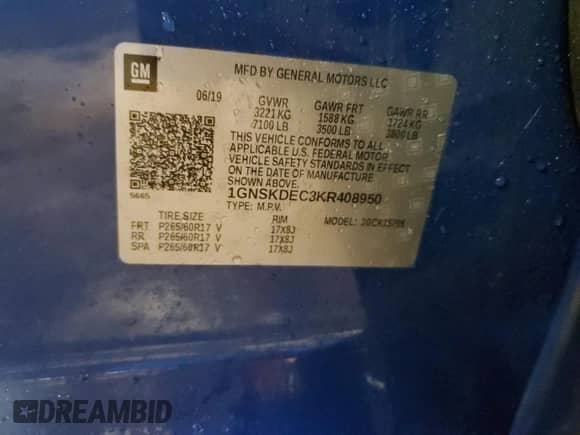 GM
MFD BY GENERAL MOTORS LLC
06/19 GVWR GAWR FRT GAWR RR
3221 KG 1588 KG 1724 KG
7100 LB 3500 LB 3800 LB
THIS VEHICLE CONFORMS TO ALL
APPLICABLE U.S. FEDERAL MOTOR
VEHICLE SAFETY STANDARDS IN EFFECT
ON THE DATE OF MANUFACTURE
SHOWN ABOVE.
1GNSKDEC3KR408950
5665
TYPE: M.P.V. MODEL:
TIRE SIZE RIM
FRT P265/60R17 V 17X8J
RR P265/60R17 V 17X8J
SPA P265/60R17 V 17X8J
DREAMBID